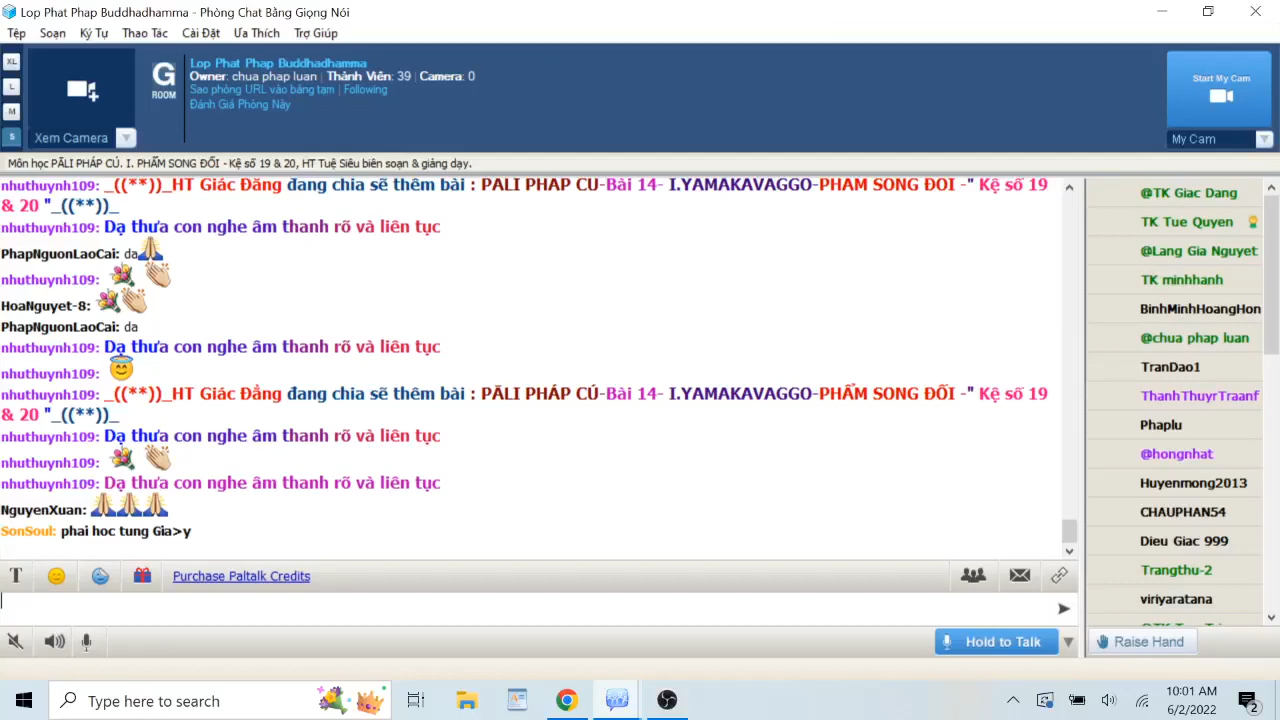 Lop Phat Phap Buddhadhamma - Phòng Chat Bằng Giọng Nói
Tệp Soạn Ký Tự Thao Tác Cài Đặt Ưa Thích Trợ Giúp
XL
L
M
S
Xem Camera
G
ROOM
Lop Phat Phap Buddhadhamma
Owner: chua phap luan | Thành Viên: 39 | Camera: 0
Sao phỏng URL vào bảng tạm | Following
Đánh Giá Phòng Này
Start My Cam
My Cam
Môn học PĀLI PHÁP CÚ. I. PHẨM SONG ĐỐI - Kệ số 19 & 20, HT Tuệ Siêu biên soạn & giảng dạy.
nhuthuynh109: _((**))_HT Giác Đăng đang chia sẽ thêm bài : PĀLI PHÁP CÚ-Bài 14- I.YAMAKAVAGGO-PHẨM SONG ĐỐI -" Kệ số 19
& 20 "_((**))_
nhuthuynh109: Dạ thưa con nghe âm thanh rõ và liên tục
PhapNguonLaoCai: da
nhuthuynh109:
HoaNguyet-8:
PhapNguonLaoCai: da
nhuthuynh109: Dạ thưa con nghe âm thanh rõ và liên tục
nhuthuynh109:
nhuthuynh109: _((**))_HT Giác Đẳng đang chia sẽ thêm bài : PĀLI PHÁP CÚ-Bài 14- I.YAMAKAVAGGO-PHẨM SONG ĐỐI -" Kệ số 19
& 20 "_((**))_
nhuthuynh109: Dạ thưa con nghe âm thanh rõ và liên tục
nhuthuynh109:
nhuthuynh109: Dạ thưa con nghe âm thanh rõ và liên tục
NguyenXuan:
SonSoul: phai hoc tung Gia>y
@TK Giac Dang
TK Tue Quyen
@Lang Gia Nguyet
TK minhhanh
BinhMinhHoangHon
@chua phap luan
TranDao1
ThanhThuyrTraanf
Phaplu
@hongnhat
Huyenmong2013
CHAUPHAN54
Dieu Giac 999
Trangthu-2
viriyaratana
T Purchase Paltalk Credits
Hold to Talk
Raise Hand
Type here to search
10:01 AM
6/2/2022
2